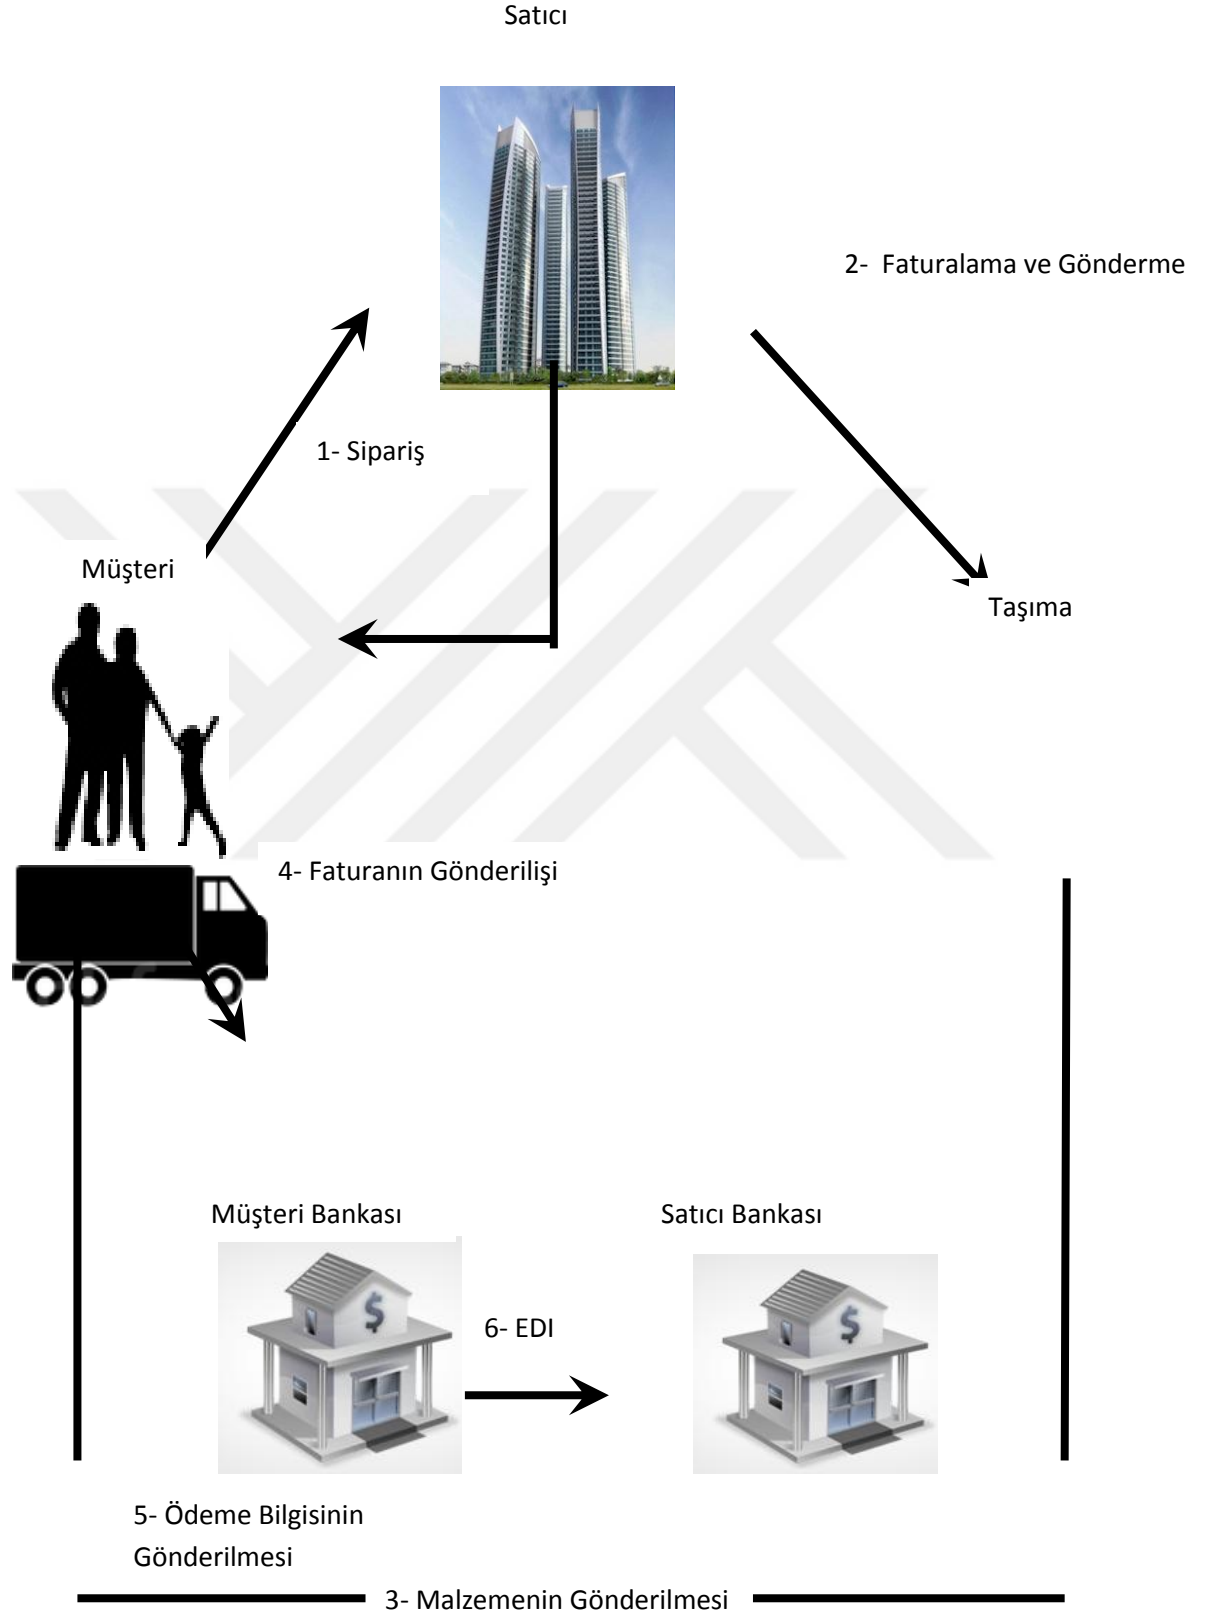 Satıcı
2- Faturalama ve Gönderme
1- Sipariş
Müşteri
Taşıma
4- Faturanın Gönderilişi
Müşteri Bankası
Satıcı Bankası
$
$
6- EDI
5- Ödeme Bilgisinin
Gönderilmesi
3- Malzemenin Gönderilmesi